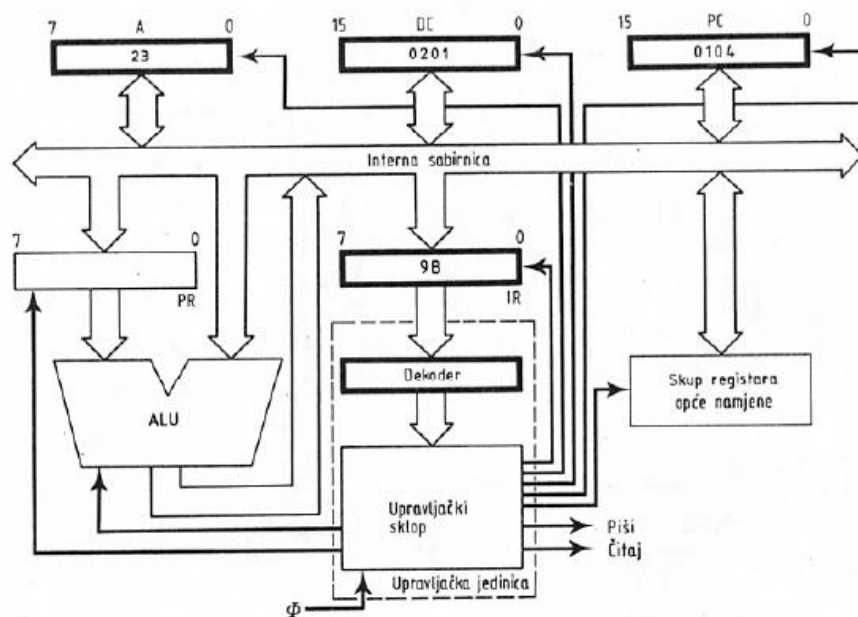 7 A 0
15 DC 0
15 PC 0
23
0201
0104
Interna sabirnica
7 0
7 0
9B
PR
IR
Dekoder
Skup registara
opće namjene
ALU
Upravljački
sklop
Piši
Čitaj
Upravljačka jedinica
Φ